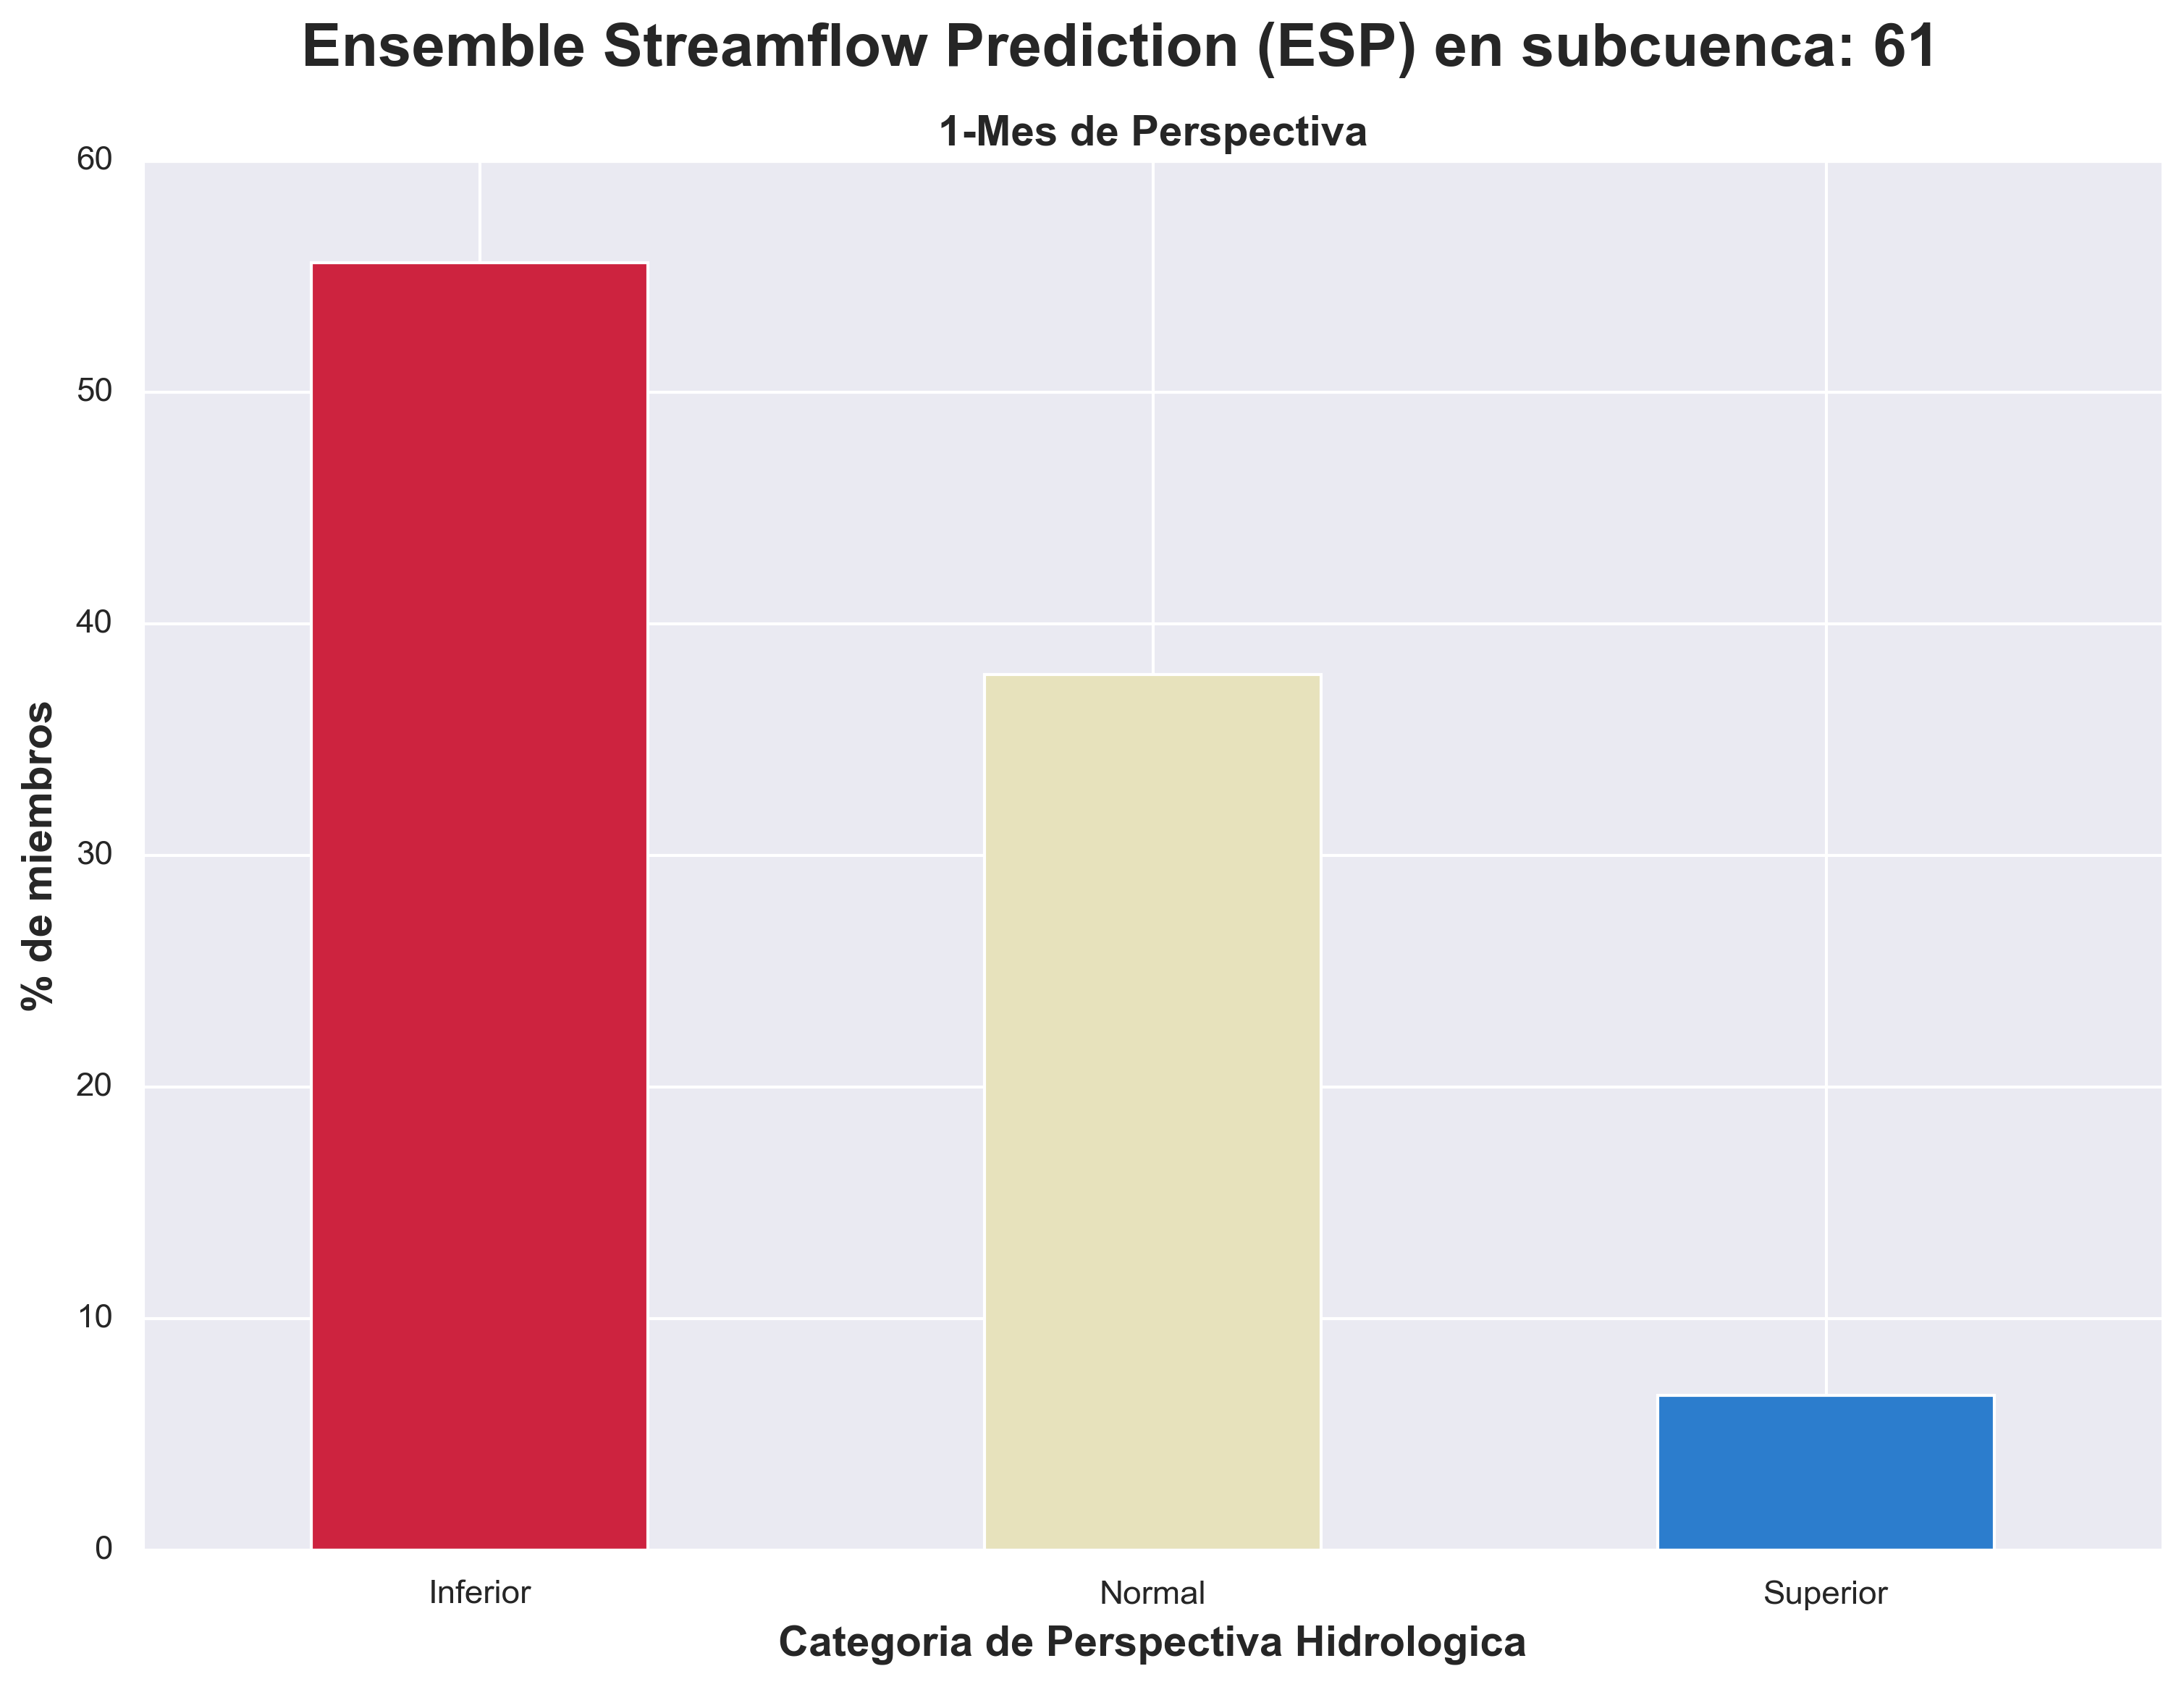 Ensemble Streamflow Prediction (ESP) en subcuenca: 61
1-Mes de Perspectiva
60
50
40
30
20
10
0
% de miembros
Inferior
Normal
Superior
Categoria de Perspectiva Hidrologica